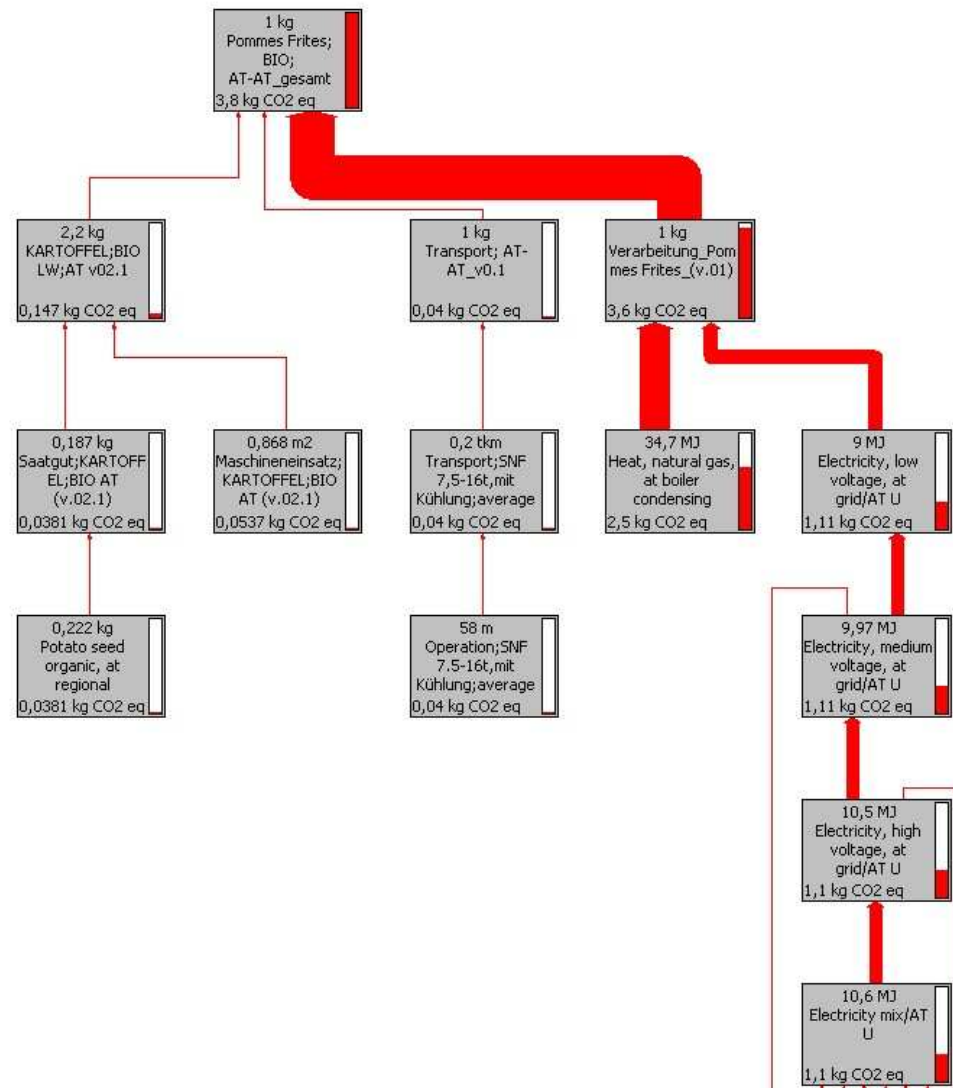 1 kg
Pommes Frites;
BIO;
AT-AT_gesamt
3,8 kg CO2 eq
2,2 kg
KARTOFFEL;BIO
LW;AT v02.1
0,147 kg CO2 eq
1 kg
Transport; AT-
AT_v0.1
0,04 kg CO2 eq
1 kg
Verarbeitung_Pom
mes Frites_(v.01)
3,6 kg CO2 eq
0,187 kg
Saatgut;KARTOFF
EL;BIO AT
(v.02.1)
0,0381 kg CO2 eq
0,868 m2
Maschineneinsatz;
KARTOFFEL;BIO
AT (v.02.1)
0,0537 kg CO2 eq
0,2 tkm
Transport;SNF
7,5-16t,mit
Kühlung;average
0,04 kg CO2 eq
34,7 MJ
Heat, natural gas,
at boiler
condensing
2,5 kg CO2 eq
9 MJ
Electricity, low
voltage, at
grid/AT U
1,11 kg CO2 eq
0,222 kg
Potato seed
organic, at
regional
0,0381 kg CO2 eq
58 m
Operation;SNF
7.5-16t,mit
Kühlung;average
0,04 kg CO2 eq
9,97 MJ
Electricity, medium
voltage, at
grid/AT U
1,11 kg CO2 eq
10,5 MJ
Electricity, high
voltage, at
grid/AT U
1,1 kg CO2 eq
10,6 MJ
Electricity mix/AT
U
1,1 kg CO2 eq